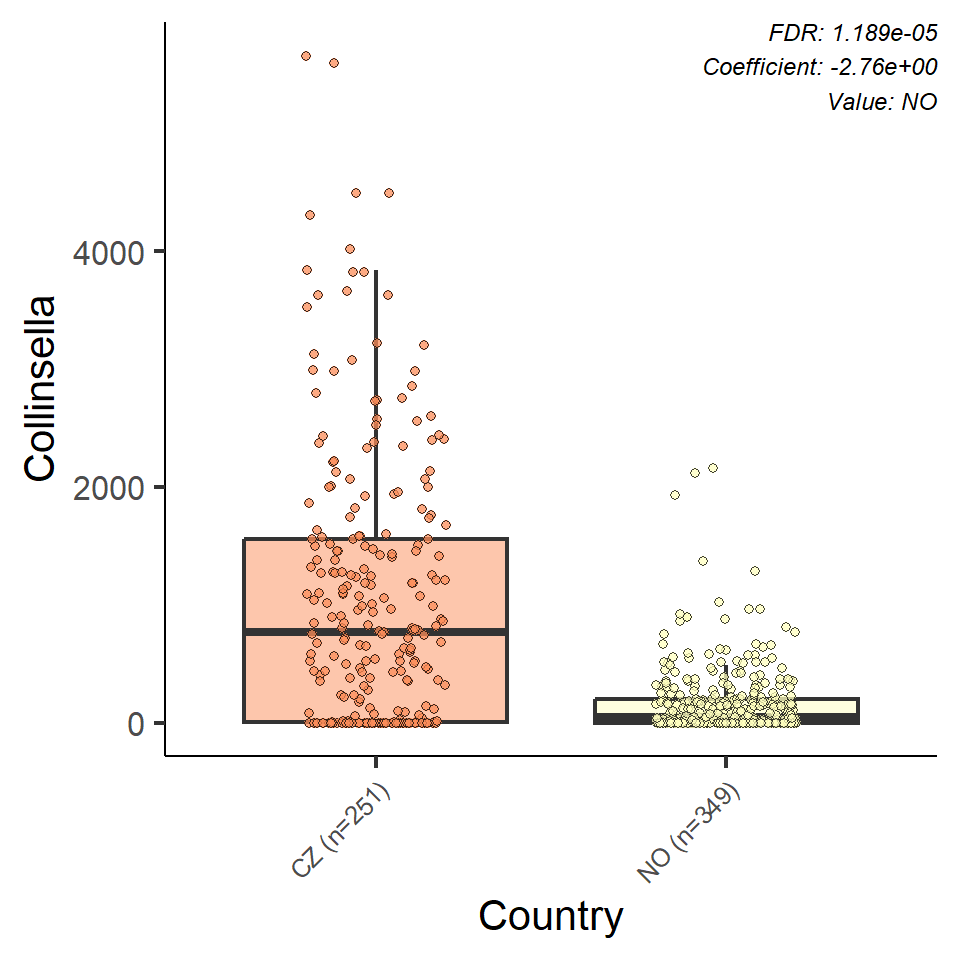 FDR: 1.189e-05
Coefficient: -2.76e+00
Value: NO
Collinsella
4000
2000
0
CZ (n=251)
NO (n=349)
Country